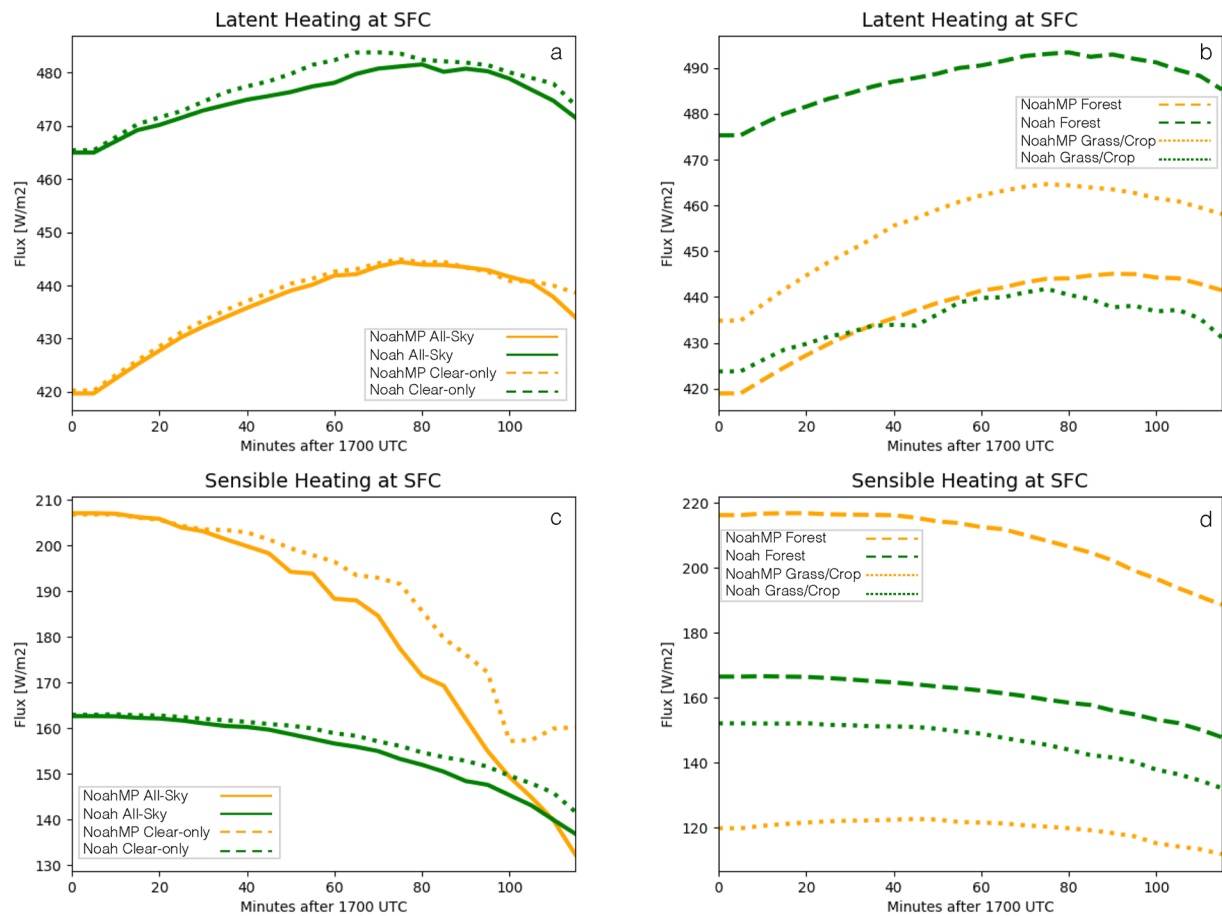 Latent Heating at SFC
a
Flux [W/m2]
480
470
460
450
440
430
420
NoahMP All-Sky
Noah All-Sky
NoahMP Clear-only
Noah Clear-only
0 20 40 60 80 100
Minutes after 1700 UTC
Latent Heating at SFC
b
Flux [W/m2]
490
480
470
460
450
440
430
420
NoahMP Forest
Noah Forest
NoahMP Grass/Crop
Noah Grass/Crop
0 20 40 60 80 100
Minutes after 1700 UTC
Sensible Heating at SFC
c
Flux [W/m2]
210
200
190
180
170
160
150
140
130
NoahMP All-Sky
Noah All-Sky
NoahMP Clear-only
Noah Clear-only
0 20 40 60 80 100
Minutes after 1700 UTC
Sensible Heating at SFC
d
Flux [W/m2]
220
200
180
160
140
120
NoahMP Forest
Noah Forest
NoahMP Grass/Crop
Noah Grass/Crop
0 20 40 60 80 100
Minutes after 1700 UTC